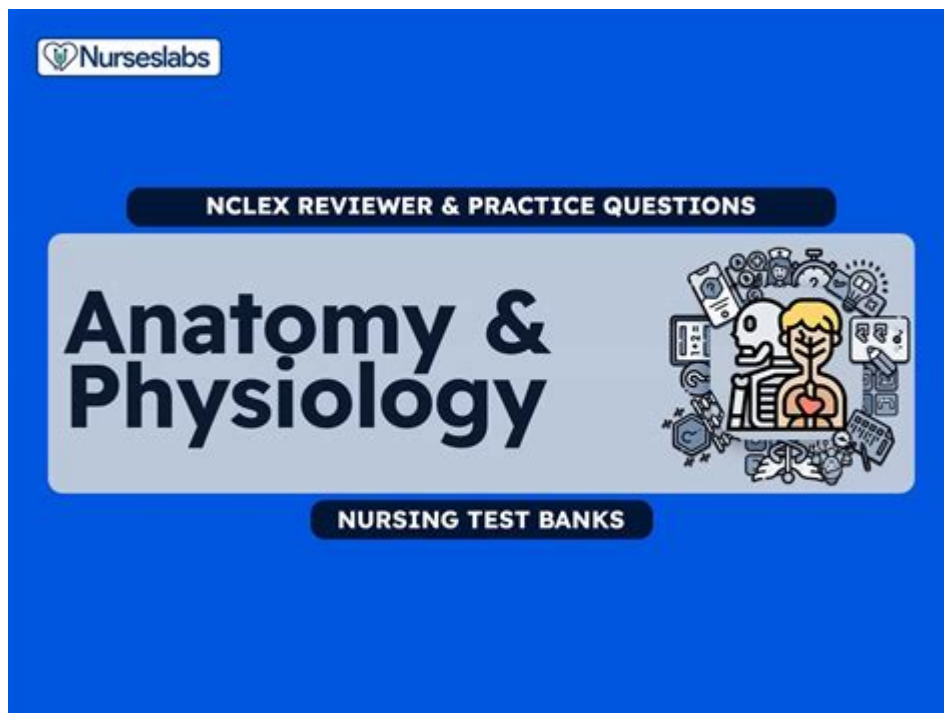 Nurseslabs
NCLEX REVIEWER & PRACTICE QUESTIONS
Anatomy &
Physiology
NURSING TEST BANKS